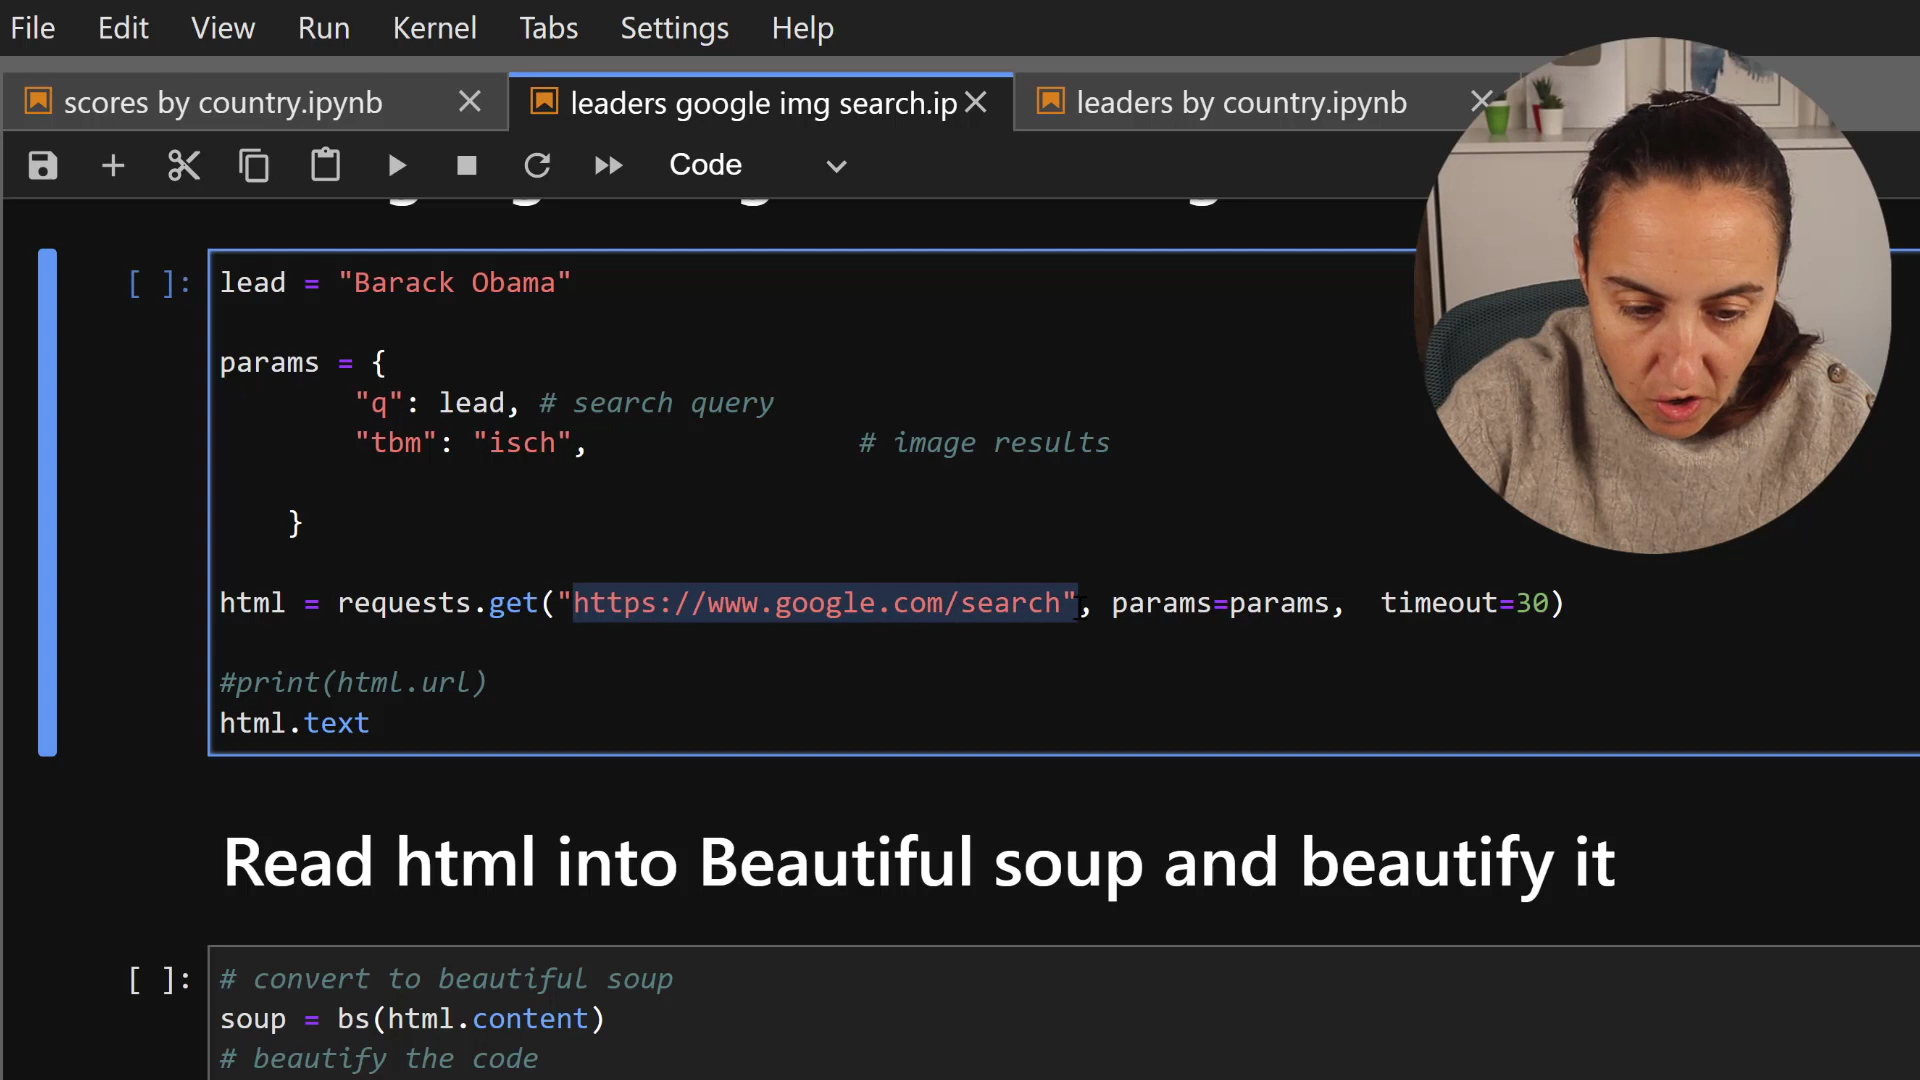 File Edit View Run Kernel Tabs Settings Help
scores by country.ipynb
leaders google img search.ip
leaders by country.ipynb
Code
[ ]:
lead = "Barack Obama"
params = {
"q": lead, # search query
"tbm": "isch", # image results
}
html = requests.get("https://www.google.com/search", params=params, timeout=30)
#print(html.url)
html.text
Read html into Beautiful soup and beautify it
[ ]:
# convert to beautiful soup
soup = bs(html.content)
# beautify the code